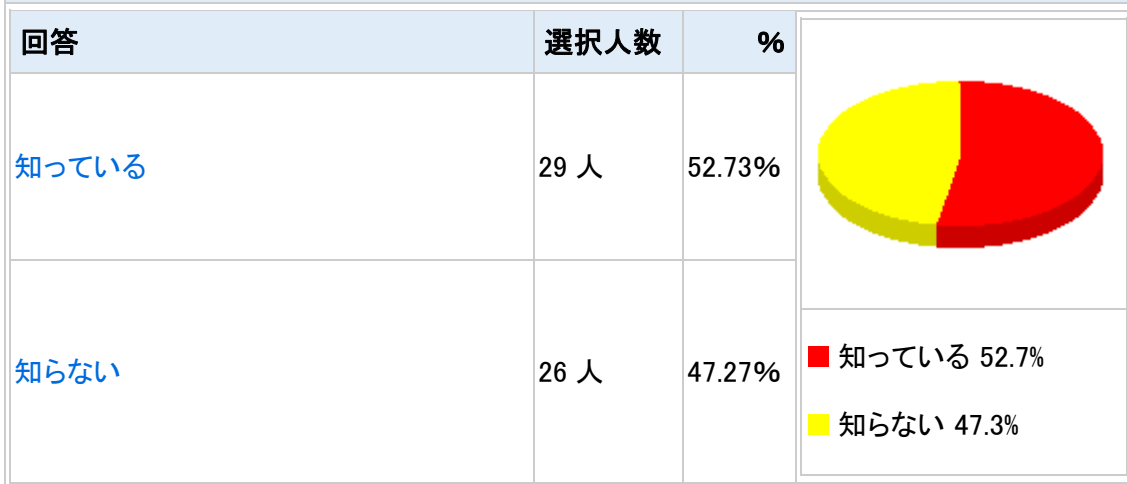 回答 選択人数 %
知っている 29 人 52.73%
知らない 26 人 47.27%
知っている 52.7%
知らない 47.3%